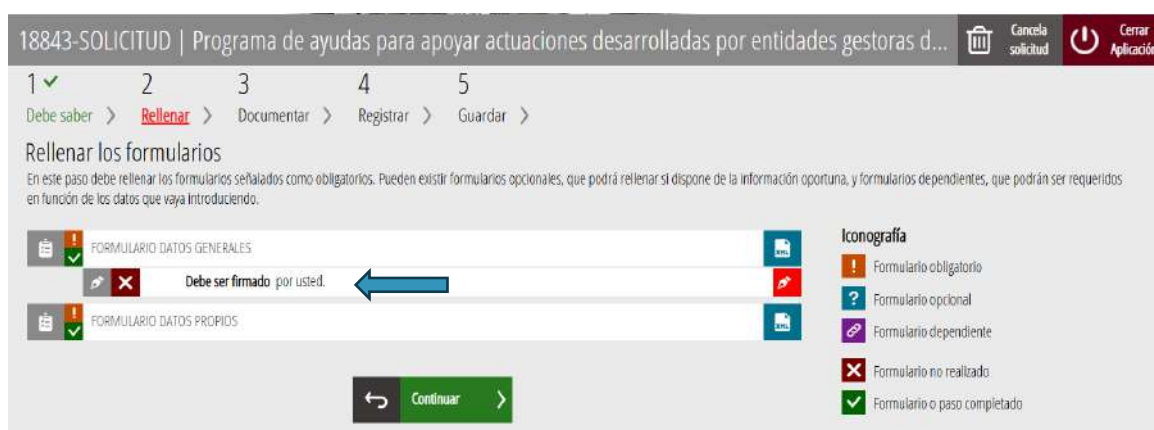 18843-SOLICITUD | Programa de ayudas para apoyar actuaciones desarrolladas por entidades gestoras d...
Cancela solicitud
Cerrar Aplicación
1 2 3 4 5
Debe saber > Rellenar > Documentar > Registrar > Guardar >
Rellenar los formularios
En este paso debe rellenar los formularios señalados como obligatorios. Pueden existir formularios opcionales, que podrá rellenar si dispone de la información oportuna, y formularios dependientes, que podrán ser requeridos
en función de los datos que vaya introduciendo.
FORMULARIO DATOS GENERALES
XML
Debe ser firmado por usted.
FORMULARIO DATOS PROPIOS
XML
Continuar
Iconografía
! Formulario obligatorio
? Formulario opcional
Formulario dependiente
Formulario no realizado
Formulario o paso completado